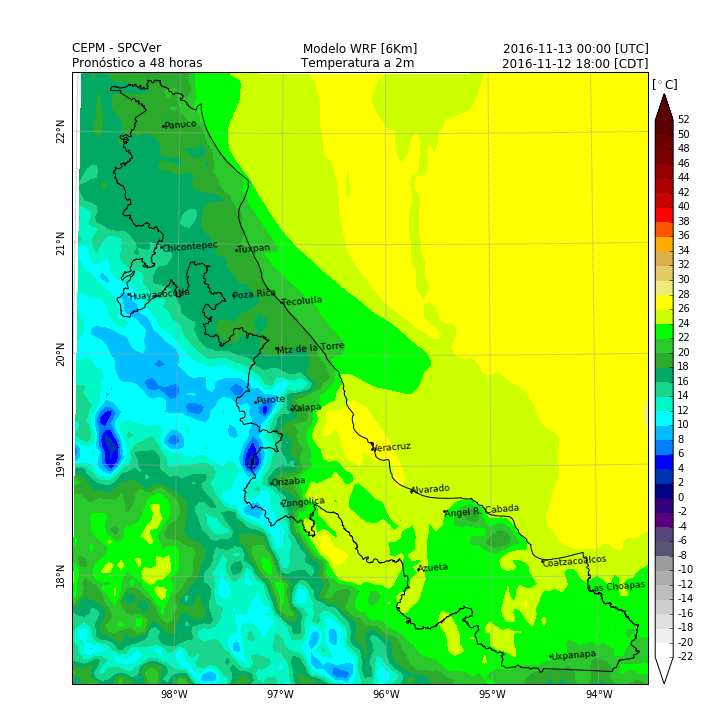 CEPM - SPCVer
Modelo WRF [6Km]
2016-11-13 00:00 [UTC]
Pronóstico a 48 horas
Temperatura a 2m
2016-11-12 18:00 [CDT]
[°C]
52
50
48
46
44
42
40
38
36
34
32
30
28
26
24
22
20
18
16
14
12
10
8
6
4
2
0
-2
-4
-6
-8
-10
-12
-14
-16
-18
-20
-22
22°N
21°N
20°N
19°N
18°N
Panuco
Chicontepec
Tuxpan
Huayacocotla
Poza Rica
Tecolutla
Mtz de la Torre
Perote
Xalapa
Veracruz
Orizaba
Alvarado
Zongolica
Angel R. Cabada
Azueta
Coatzacoalcos
Las Choapas
Uxpanapa
98°W
97°W
96°W
95°W
94°W